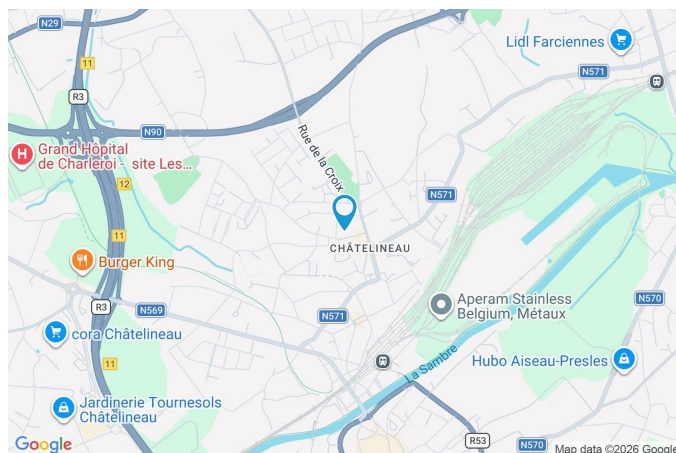 N29
Lidl Farciennes
11
N571
R3
N90
Rue de la Croix
Grand Hôpital
de Charleroi - site Les...
12
N571
11
CHÂTELINEAU
Burger King
R3
N569
Aperam Stainless
Belgium, Métaux
N570
N571
cora Châtelineau
11
La Sambre
Hubo Aiseau-Presles
Jardinerie Tournesols
Châtelineau
R53
N570
Google
Map data ©2026 Google